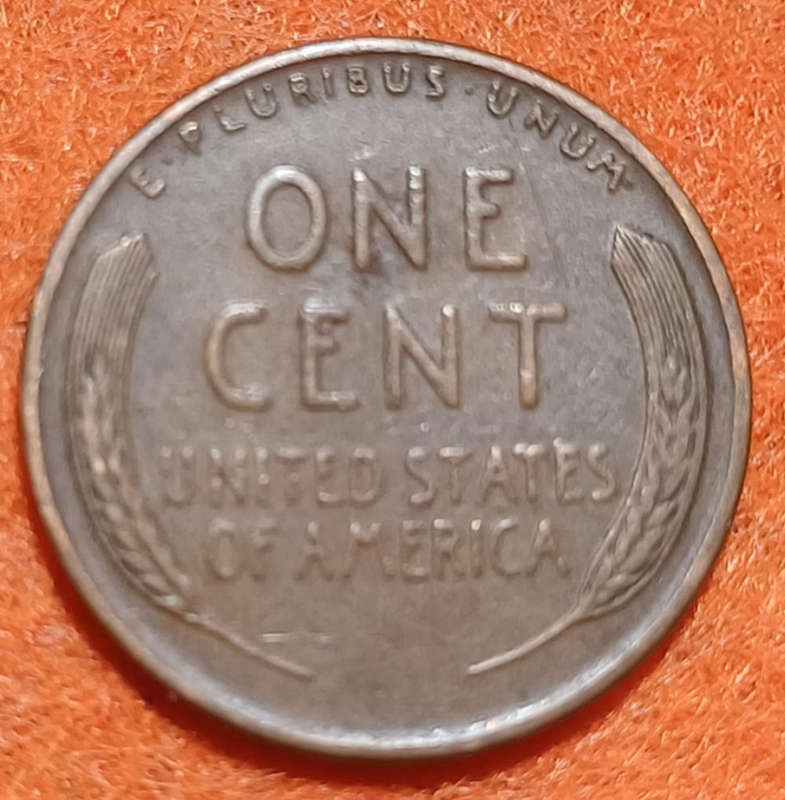 E·PLURIBUS·UNUM
ONE
CENT
UNITED STATES
OF AMERICA